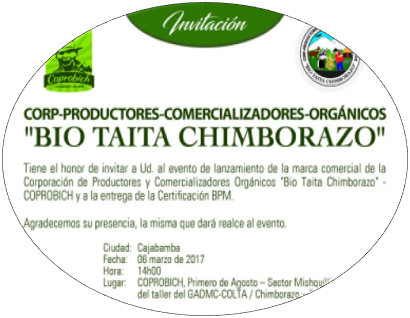 Invitación
Coprobich
"BIO TAITA CHIMBORAZO"
CORP-PRODUCTORES-COMERCIALIZADORES-ORGÁNICOS
"BIO TAITA CHIMBORAZO"
Tiene el honor de invitar a Ud. al evento de lanzamiento de la marca comercial de la
Corporación de Productores y Comercializadores Orgánicos "Bio Taita Chimborazo" -
COPROBICH y a la entrega de la Certificación BPM.
Agradecemos su presencia, la misma que dará realce al evento.
Ciudad: Cajabamba
Fecha: 06 marzo de 2017
Hora: 14h00
Lugar: COPROBICH, Primero de Agosto – Sector
del taller del GADMC-COLTA / Chimborazo –